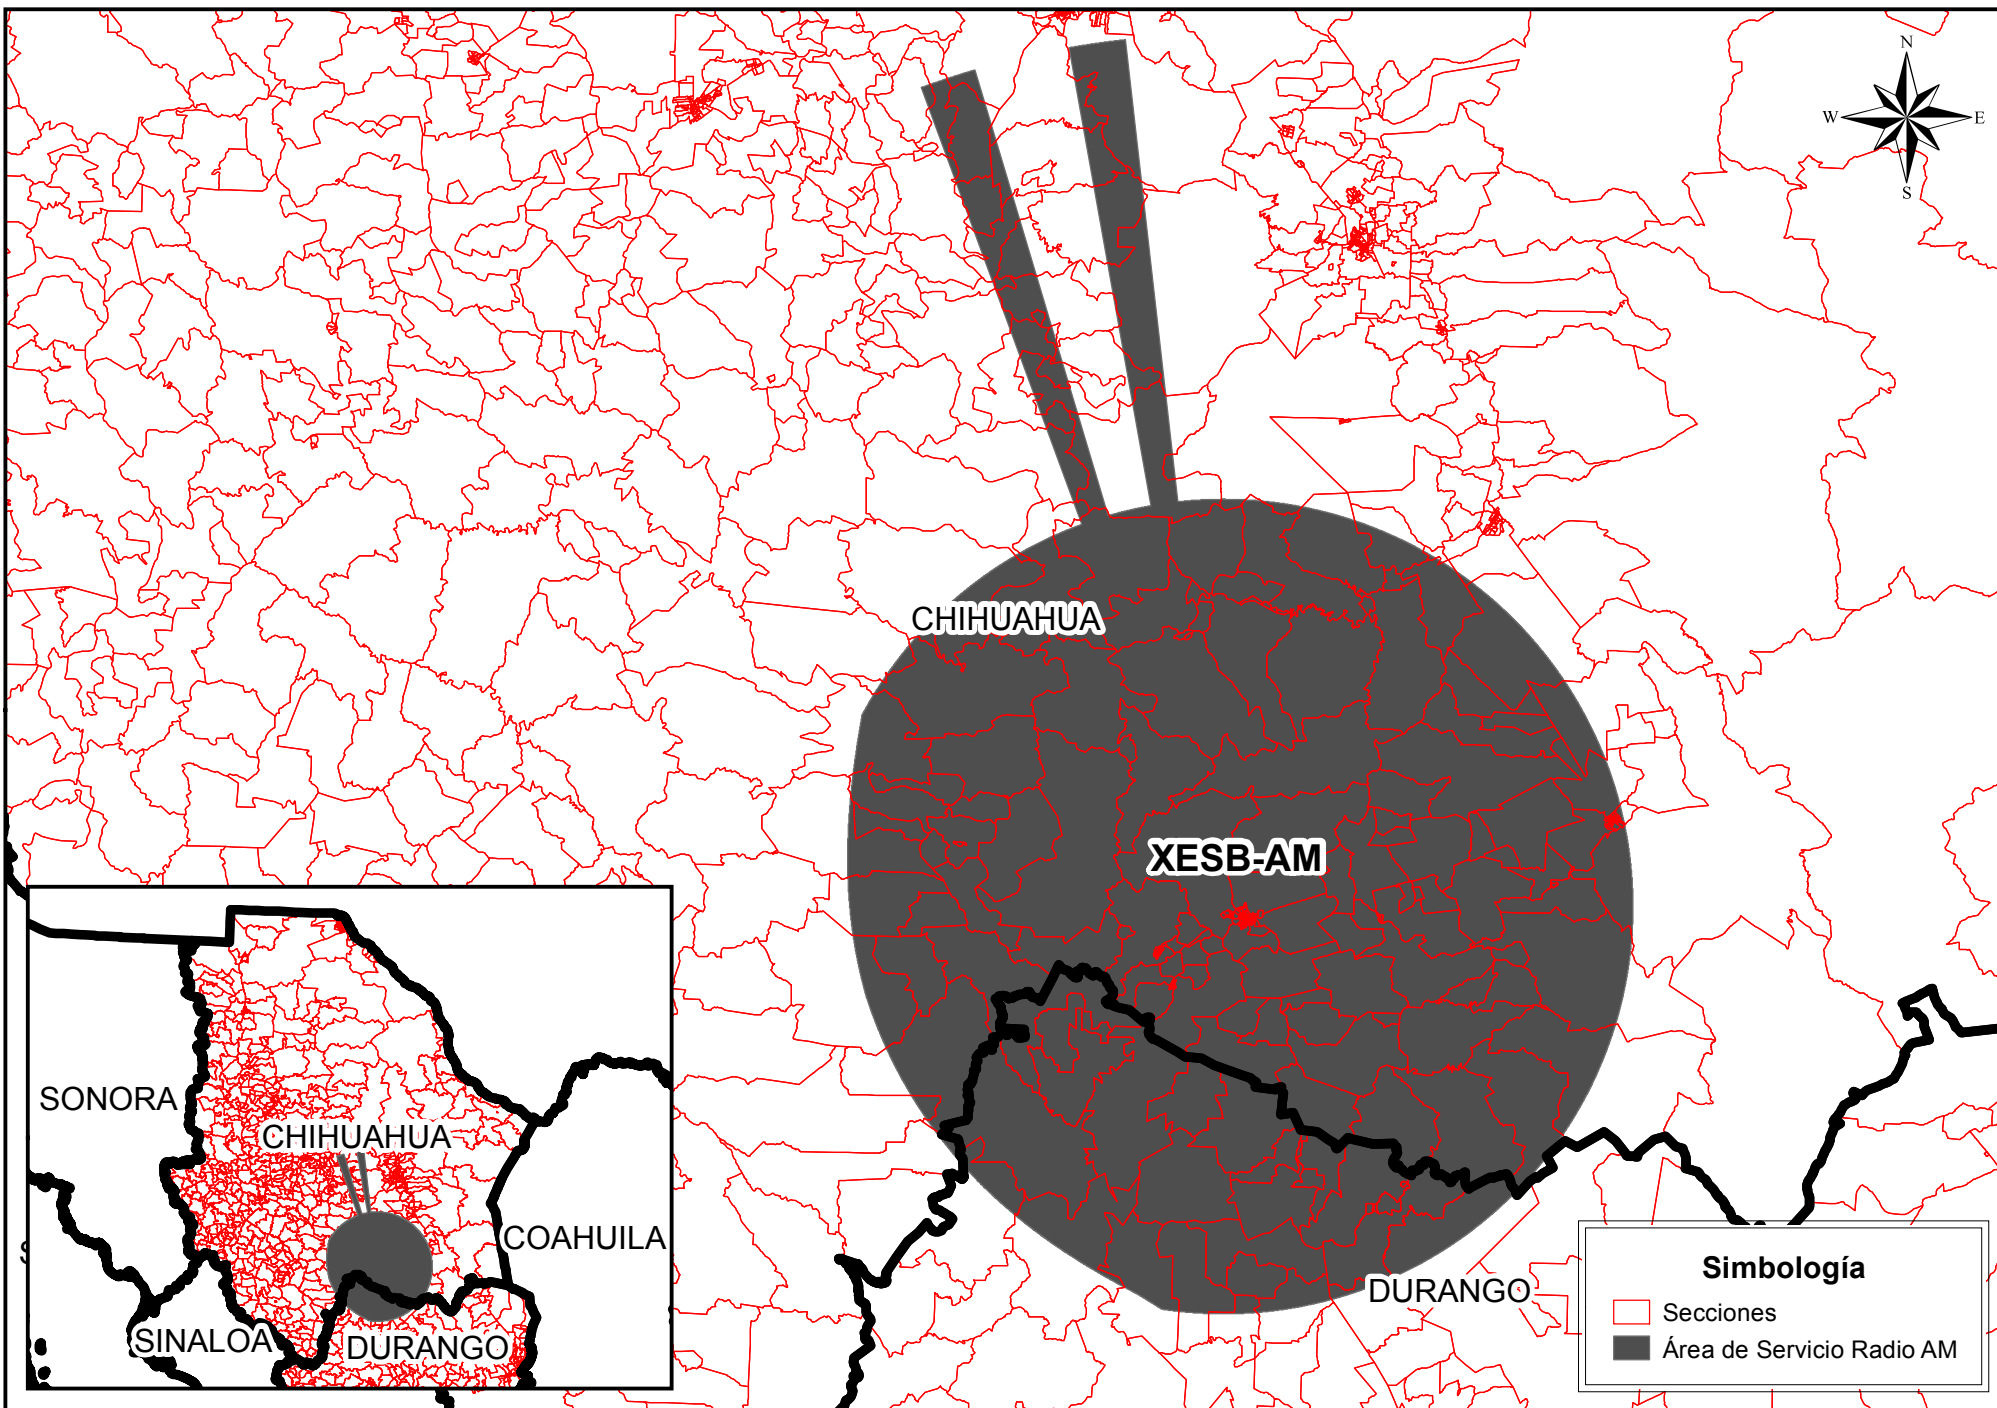 N
W E
S
CHIHUAHUA
XESB-AM
DURANGO
SONORA
CHIHUAHUA
COAHUILA
SINALOA
DURANGO
Simbología
Secciones
Área de Servicio Radio AM